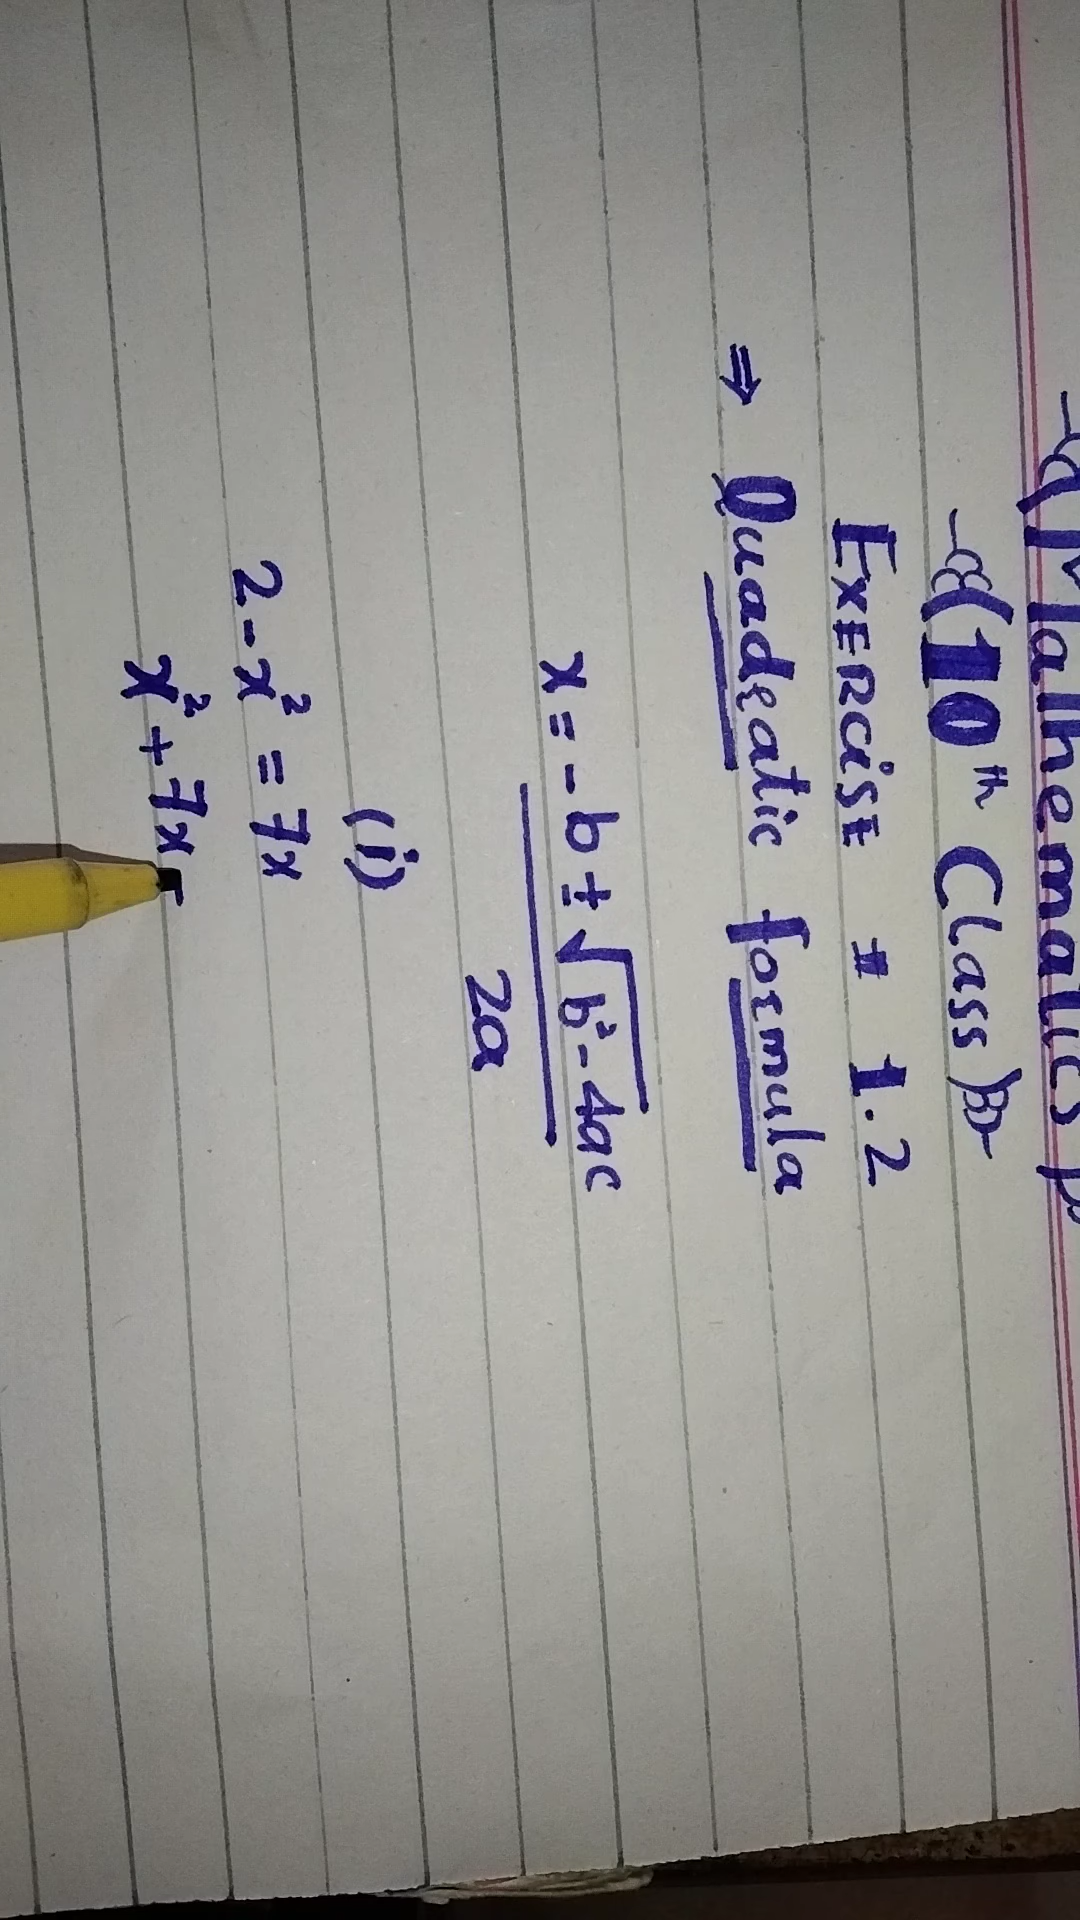 Mathematics
(10th Class)
EXERCISE # 1.2
⇒ Quadratic formula
x = -b ± √b² - 4ac
2a
(i)
2 - x² = 7x
x² + 7x -